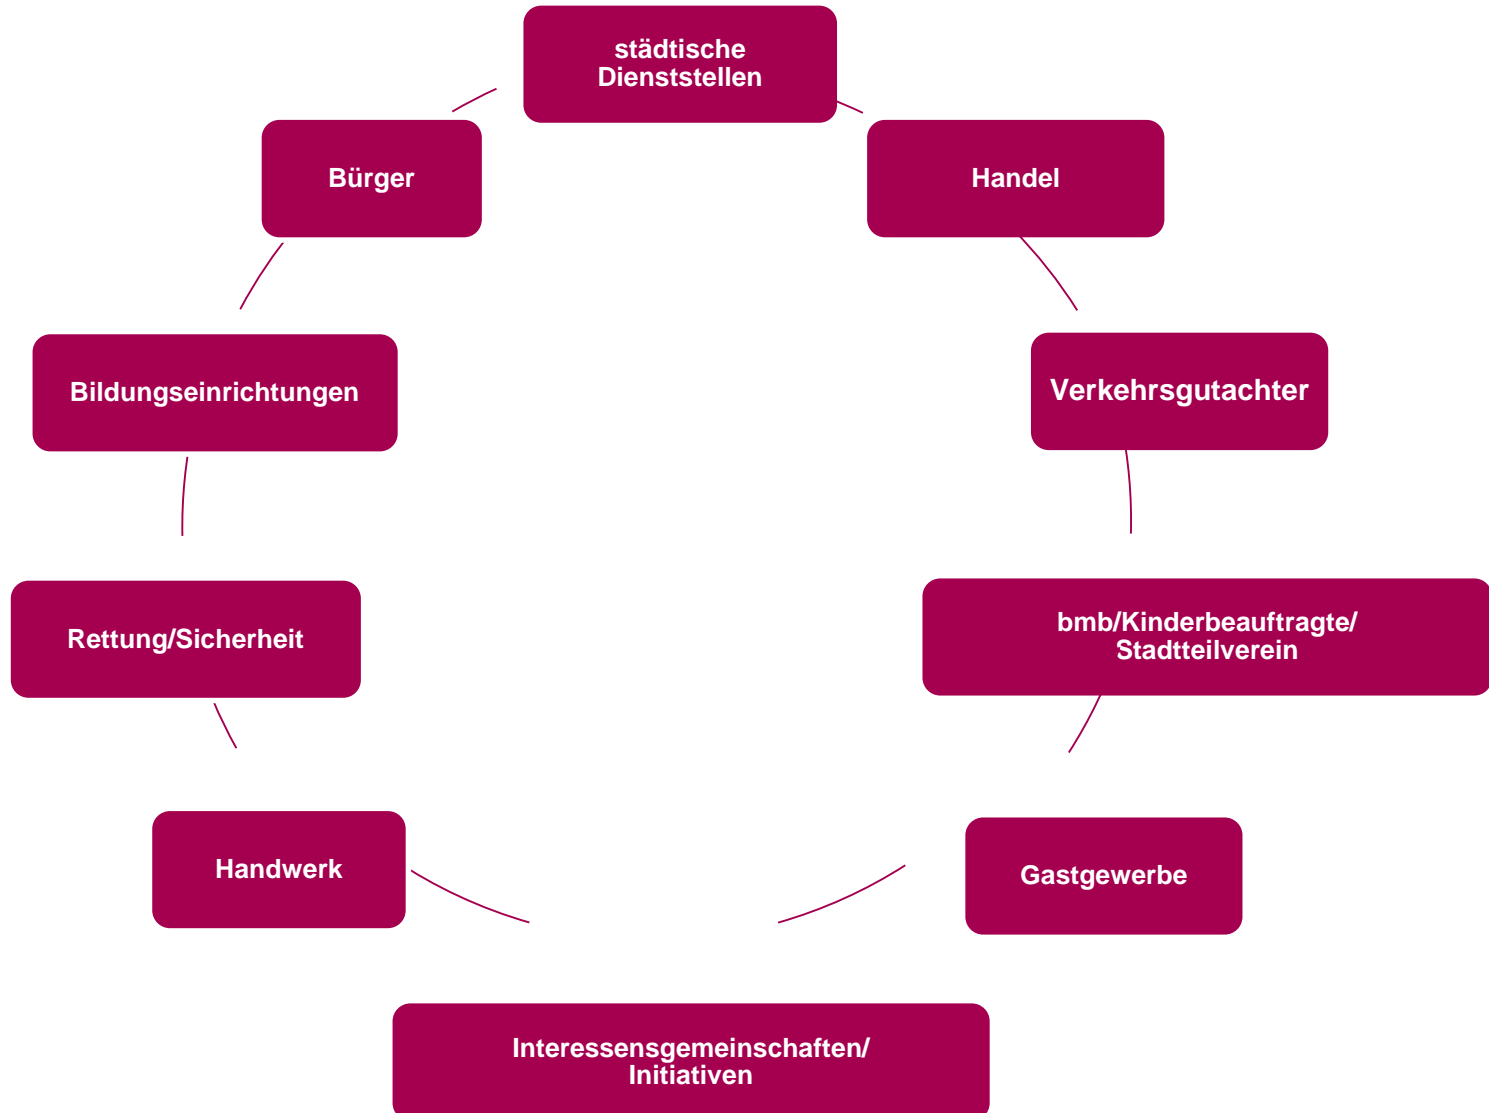 städtische
Dienststellen
Bürger
Handel
Bildungseinrichtungen
Verkehrsgutachter
Rettung/Sicherheit
bmb/Kinderbeauftragte/
Stadtteilverein
Handwerk
Gastgewerbe
Interessensgemeinschaften/
Initiativen